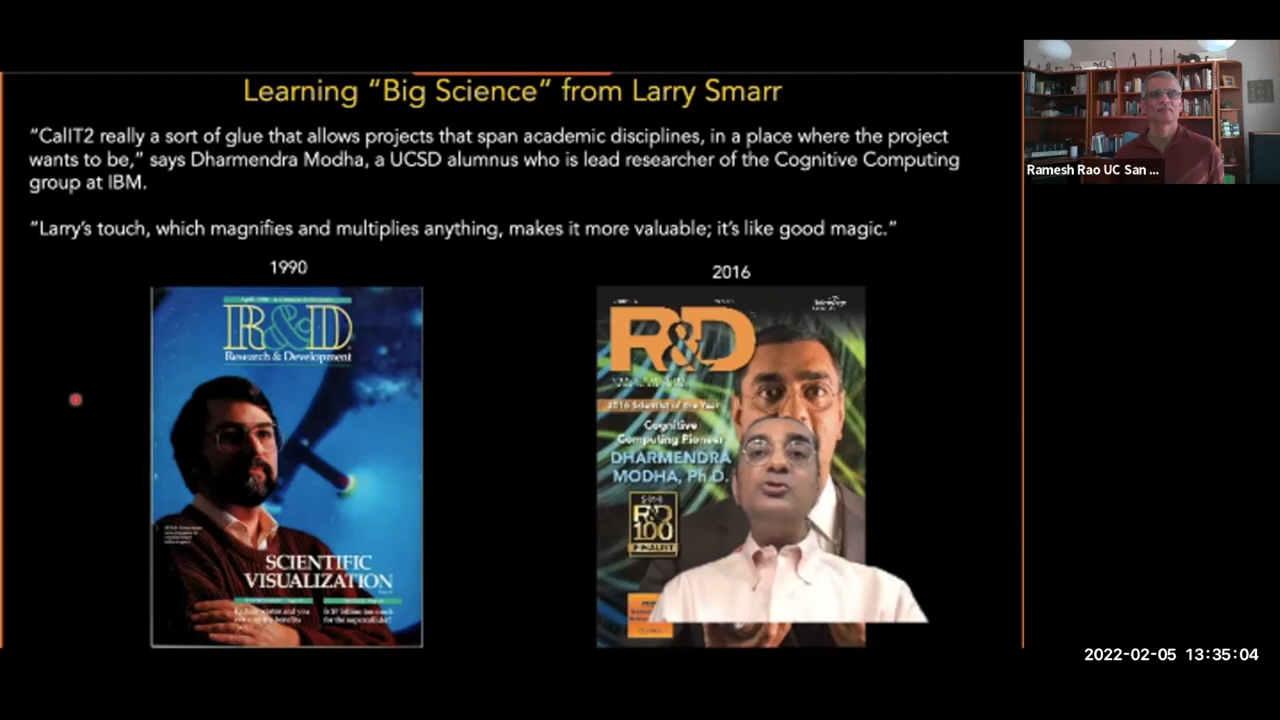 Learning “Big Science” from Larry Smarr
“CalIT2 really a sort of glue that allows projects that span academic disciplines, in a place where the project
wants to be,” says Dharmendra Modha, a UCSD alumnus who is lead researcher of the Cognitive Computing
group at IBM.
“Larry’s touch, which magnifies and multiplies anything, makes it more valuable; it’s like good magic.”
1990
R&D
Research & Development
SCIENTIFIC
VISUALIZATION
2016
R&D
2016 Scientist of the Year
Cognitive
Computing Pioneer
DHARMENDRA
MODHA, Ph.D.
R&D
100
FINALIST
Ramesh Rao UC San ...
2022-02-05 13:35:04